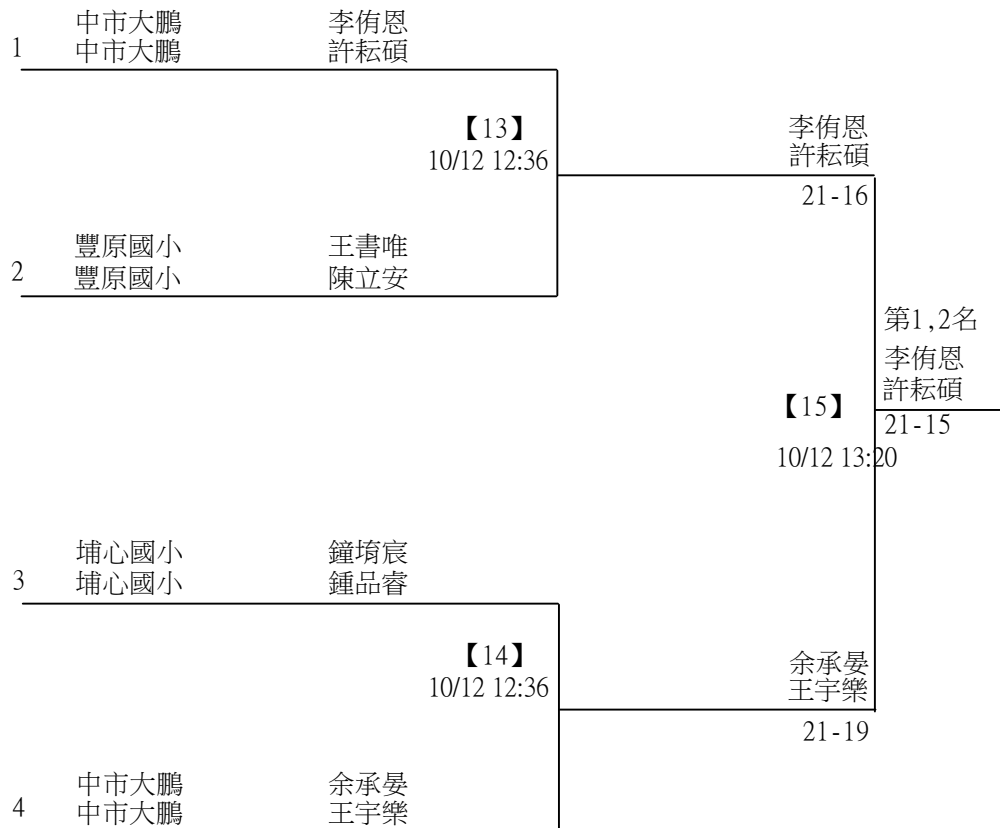 中市大鵬 李侑恩
1 中市大鵬 許耘碩
【13】
10/12 12:36
李侑恩
許耘碩
21-16
豐原國小 王書唯
2 豐原國小 陳立安
第1,2名
李侑恩
許耘碩
【15】
21-15
10/12 13:20
埔心國小 鐘堉宸
3 埔心國小 鍾品睿
【14】
10/12 12:36
余承晏
王宇樂
21-19
中市大鵬 余承晏
4 中市大鵬 王宇樂